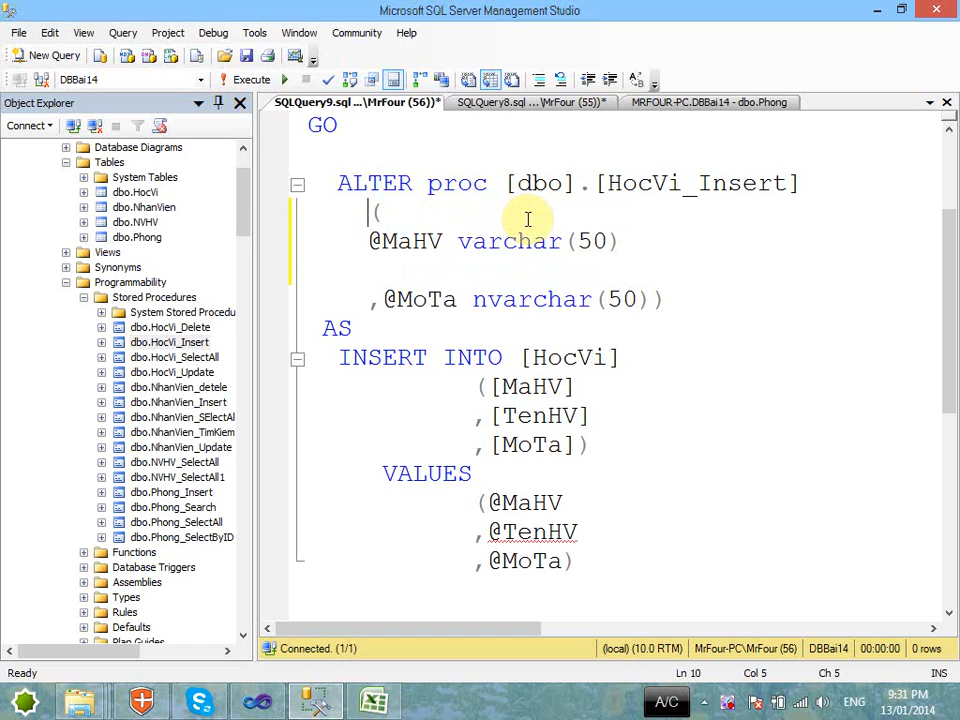 Microsoft SQL Server Management Studio
File Edit View Query Project Debug Tools Window Community Help
New Query
DBBai14 Execute
Object Explorer
SQLQuery9.sql ...\MrFour (56))* SQLQuery8.sql ...\MrFour (55))* MRFOUR-PC.DBBai14 - dbo.Phong
Connect
Database Diagrams
Tables
System Tables
dbo.HocVi
dbo.NhanVien
dbo.NVHV
dbo.Phong
Views
Synonyms
Programmability
Stored Procedures
System Stored Procedu
dbo.HocVi_Delete
dbo.HocVi_Insert
dbo.HocVi_SelectAll
dbo.HocVi_Update
dbo.NhanVien_detele
dbo.NhanVien_Insert
dbo.NhanVien_SElectAl
dbo.NhanVien_TimKiem
dbo.NhanVien_Update
dbo.NVHV_SelectAll
dbo.NVHV_SelectAll1
dbo.Phong_Insert
dbo.Phong_Search
dbo.Phong_SelectAll
dbo.Phong_SelectByID
Functions
Database Triggers
Assemblies
Types
Rules
Defaults
Plan Guides
GO
ALTER proc [dbo].[HocVi_Insert]
(
@MaHV varchar(50)
,@MoTa nvarchar(50))
AS
INSERT INTO [HocVi]
([MaHV]
,[TenHV]
,[MoTa])
VALUES
(@MaHV
,@TenHV
,@MoTa)
Connected. (1/1) (local) (10.0 RTM) MrFour-PC\MrFour (56) DBBai14 00:00:00 0 rows
Ready Ln 10 Col 5 Ch 5 INS
A/C ENG 9:31 PM
13/01/2014